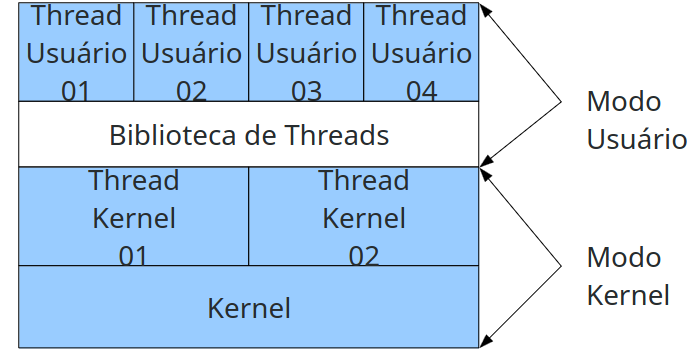 Thread Usuário 01
Thread Usuário 02
Thread Usuário 03
Thread Usuário 04
Biblioteca de Threads
Modo Usuário
Thread Kernel 01
Thread Kernel 02
Kernel
Modo Kernel